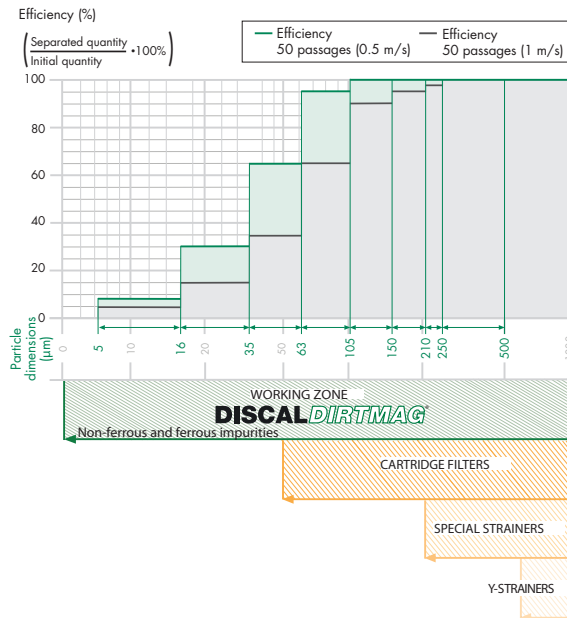 Efficiency (%)
Separated quantity
Initial quantity
•100%
Efficiency
50 passages (0.5 m/s)
Efficiency
50 passages (1 m/s)
100
80
60
40
20
0
Particle
dimensions
(µm)
0 5 10 16 20 35 50 63 105 150 210 250 500
WORKING ZONE
DISCALDIRTMAG®
Non-ferrous and ferrous impurities
CARTRIDGE FILTERS
SPECIAL STRAINERS
Y-STRAINERS